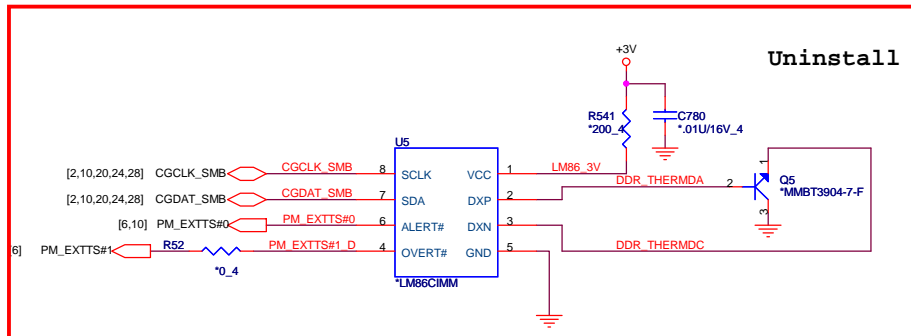 Uninstall
+3V
R541
*200_4
C780
*.01U/16V_4
U5
[2,10,20,24,28] CGCLK_SMB
CGCLK_SMB
8
SCLK
VCC
1
LM86_3V
[2,10,20,24,28] CGDAT_SMB
CGDAT_SMB
7
SDA
DXP
2
DDR_THERMDA
2
1
3
Q5
*MMBT3904-7-F
[6,10] PM_EXTTS#0
PM_EXTTS#0
6
ALERT#
DXN
3
DDR_THERMDC
6] PM_EXTTS#1
R52
*0_4
PM_EXTTS#1_D
4
OVERT#
GND
5
*LM86CIMM